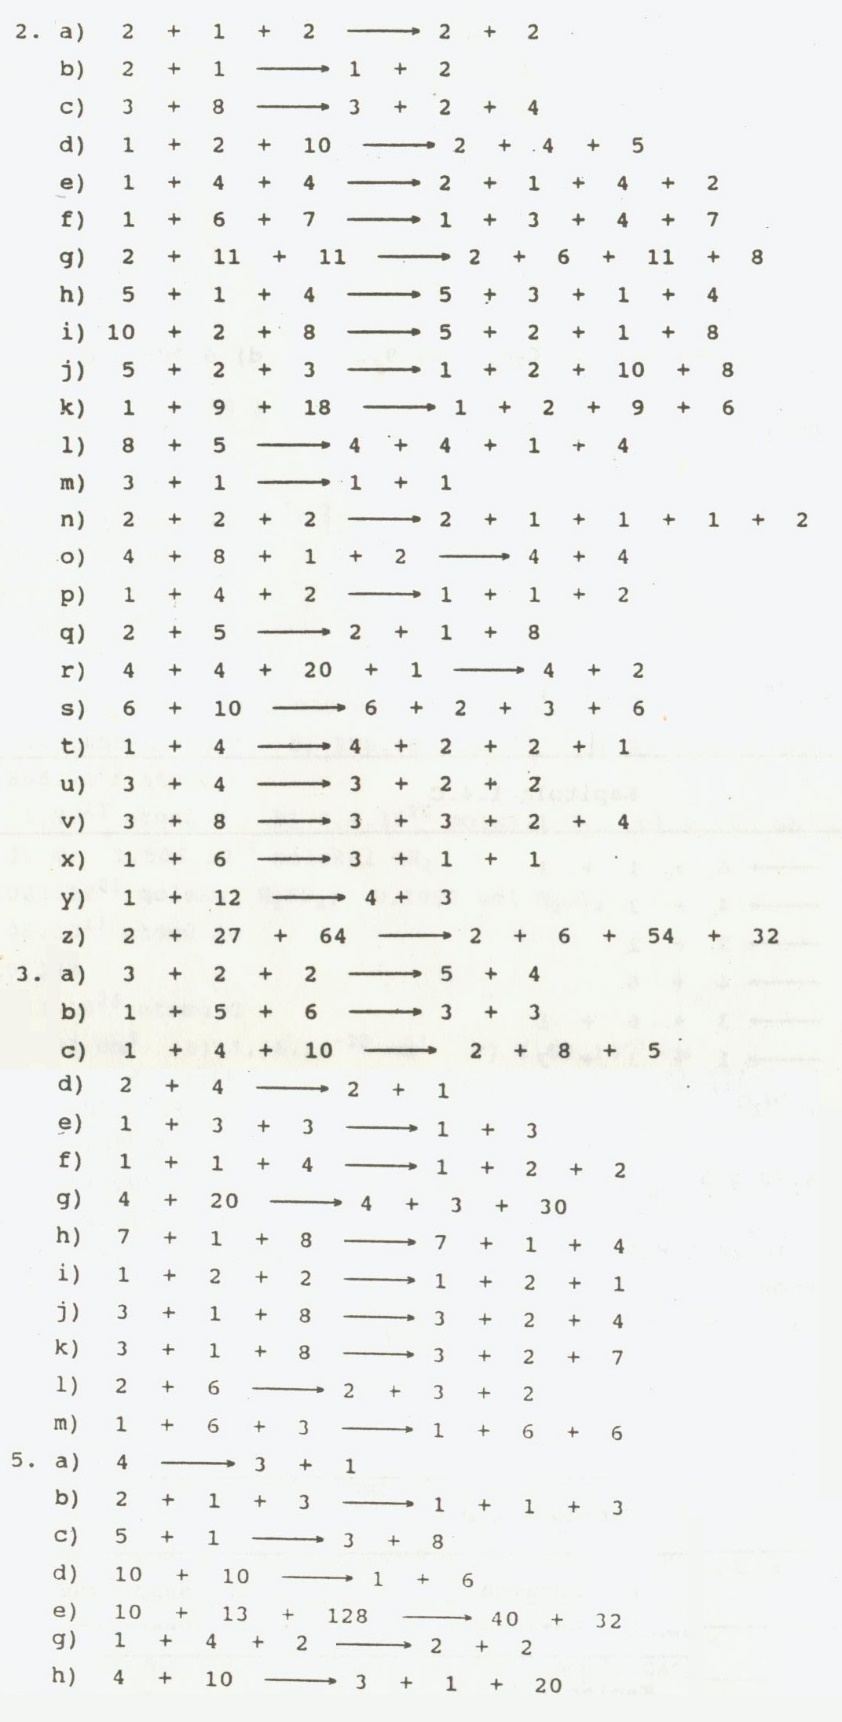 2. a) 2 + 1 + 2 ⟶ 2 + 2
b) 2 + 1 ⟶ 1 + 2
c) 3 + 8 ⟶ 3 + 2 + 4
d) 1 + 2 + 10 ⟶ 2 + 4 + 5
e) 1 + 4 + 4 ⟶ 2 + 1 + 4 + 2
f) 1 + 6 + 7 ⟶ 1 + 3 + 4 + 7
g) 2 + 11 + 11 ⟶ 2 + 6 + 11 + 8
h) 5 + 1 + 4 ⟶ 5 + 3 + 1 + 4
i) 10 + 2 + 8 ⟶ 5 + 2 + 1 + 8
j) 5 + 2 + 3 ⟶ 1 + 2 + 10 + 8
k) 1 + 9 + 18 ⟶ 1 + 2 + 9 + 6
l) 8 + 5 ⟶ 4 + 4 + 1 + 4
m) 3 + 1 ⟶ 1 + 1
n) 2 + 2 + 2 ⟶ 2 + 1 + 1 + 1 + 2
o) 4 + 8 + 1 + 2 ⟶ 4 + 4
p) 1 + 4 + 2 ⟶ 1 + 1 + 2
q) 2 + 5 ⟶ 2 + 1 + 8
r) 4 + 4 + 20 + 1 ⟶ 4 + 2
s) 6 + 10 ⟶ 6 + 2 + 3 + 6
t) 1 + 4 ⟶ 4 + 2 + 2 + 1
u) 3 + 4 ⟶ 3 + 2 + 2
v) 3 + 8 ⟶ 3 + 3 + 2 + 4
x) 1 + 6 ⟶ 3 + 1 + 1
y) 1 + 12 ⟶ 4 + 3
z) 2 + 27 + 64 ⟶ 2 + 6 + 54 + 32
3. a) 3 + 2 + 2 ⟶ 5 + 4
b) 1 + 5 + 6 ⟶ 3 + 3
c) 1 + 4 + 10 ⟶ 2 + 8 + 5
d) 2 + 4 ⟶ 2 + 1
e) 1 + 3 + 3 ⟶ 1 + 3
f) 1 + 1 + 4 ⟶ 1 + 2 + 2
g) 4 + 20 ⟶ 4 + 3 + 30
h) 7 + 1 + 8 ⟶ 7 + 1 + 4
i) 1 + 2 + 2 ⟶ 1 + 2 + 1
j) 3 + 1 + 8 ⟶ 3 + 2 + 4
k) 3 + 1 + 8 ⟶ 3 + 2 + 7
l) 2 + 6 ⟶ 2 + 3 + 2
m) 1 + 6 + 3 ⟶ 1 + 6 + 6
5. a) 4 ⟶ 3 + 1
b) 2 + 1 + 3 ⟶ 1 + 1 + 3
c) 5 + 1 ⟶ 3 + 8
d) 10 + 10 ⟶ 1 + 6
e) 10 + 13 + 128 ⟶ 40 + 32
g) 1 + 4 + 2 ⟶ 2 + 2
h) 4 + 10 ⟶ 3 + 1 + 20